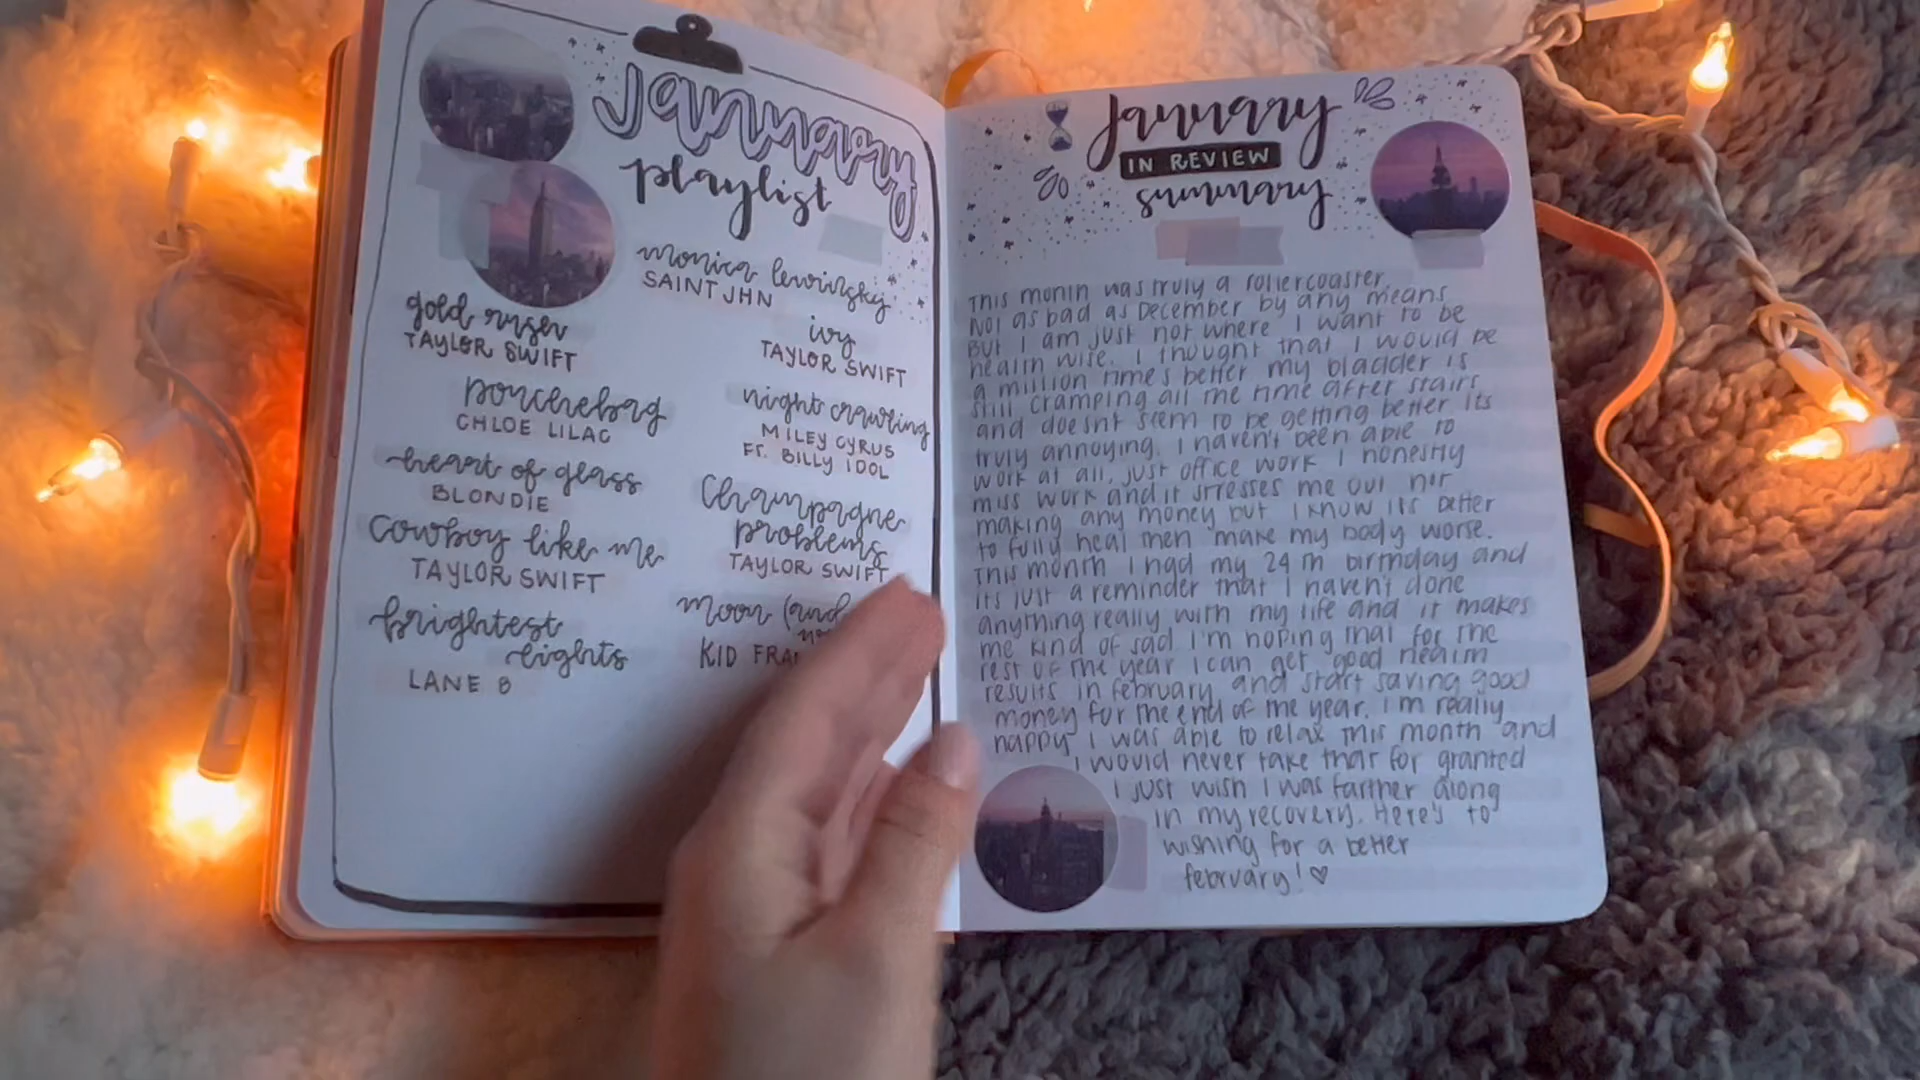 January
playlist
monica lewinsky
SAINT JHN
gold rush
TAYLOR SWIFT
ivy
TAYLOR SWIFT
CHLOE LILAC
night crawling
MILEY CYRUS
FT. BILLY IDOL
heart of glass
BLONDIE
champagne
problems
TAYLOR SWIFT
cowboy like me
TAYLOR SWIFT
brightest
lights
LANE 8
moon (and
KID FRAN
January
IN REVIEW
summary
This month was truly a rollercoaster.
Not as bad as December by any means
But I am just not where I want to be
health wise. I thought that I would be
a million times better my bladder is
still cramping all the time after stairs
and doesnt seem to be getting better its
truly annoying. I haven't been able to
work at all, just office work I honestly
miss work and it stresses me out not
making any money but I know its better
to fully heal then make my body worse.
This month I had my 24th birthday and
its just a reminder that I haven't done
anything really with my life and it makes
me kind of sad I'm hoping that for the
rest of the year I can get good health
results in february and start saving good
money for the end of the year. I'm really
happy I was able to relax this month and
I would never take that for granted
I just wish I was farther along
in my recovery. Here's to
wishing for a better
february! ♡